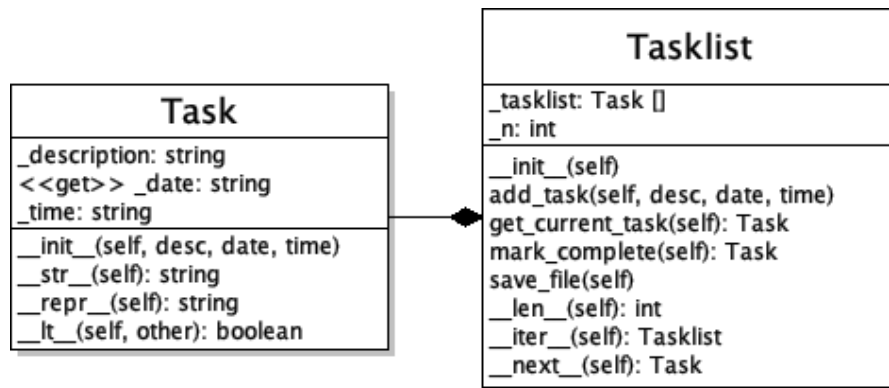 Task
_description: string
<<get>> _date: string
_time: string
__init__(self, desc, date, time)
__str__(self): string
__repr__(self): string
__lt__(self, other): boolean
Tasklist
_tasklist: Task []
_n: int
__init__(self)
add_task(self, desc, date, time)
get_current_task(self): Task
mark_complete(self): Task
save_file(self)
__len__(self): int
__iter__(self): Tasklist
__next__(self): Task